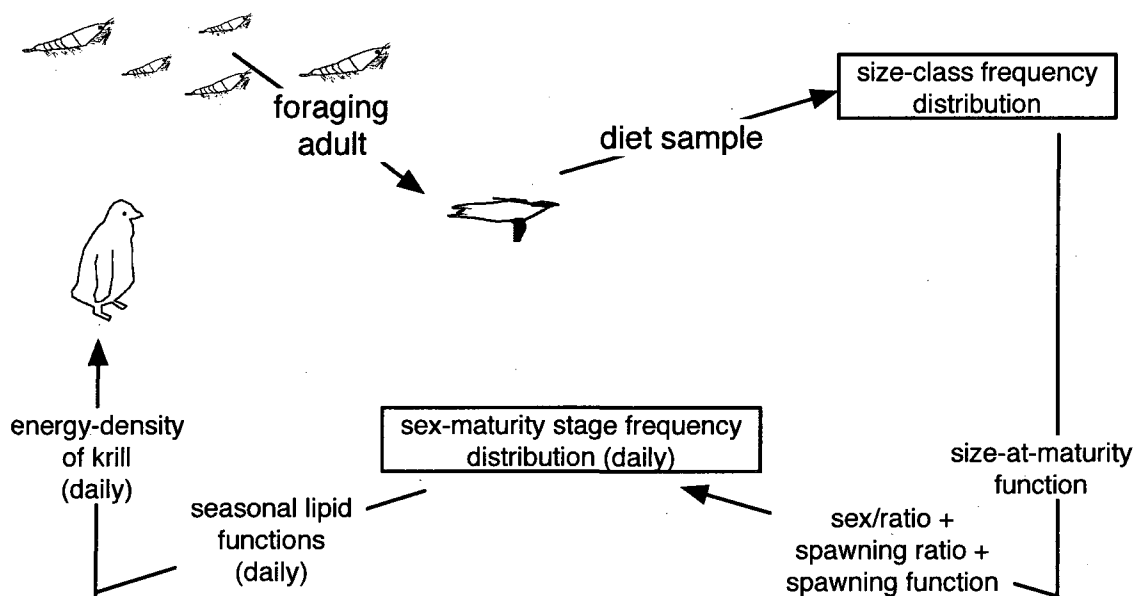 foraging
adult
diet sample
size-class frequency
distribution
size-at-maturity
function
sex/ratio +
spawning ratio +
spawning function
sex-maturity stage frequency
distribution (daily)
seasonal lipid
functions
(daily)
energy-density
of krill
(daily)